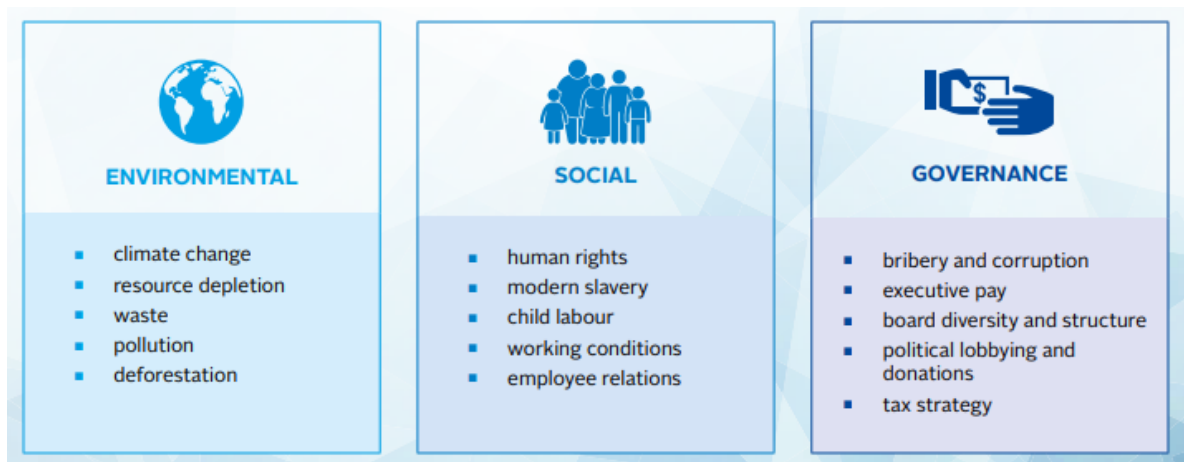 ENVIRONMENTAL
climate change
resource depletion
waste
pollution
deforestation
SOCIAL
human rights
modern slavery
child labour
working conditions
employee relations
$
GOVERNANCE
bribery and corruption
executive pay
board diversity and structure
political lobbying and
donations
tax strategy